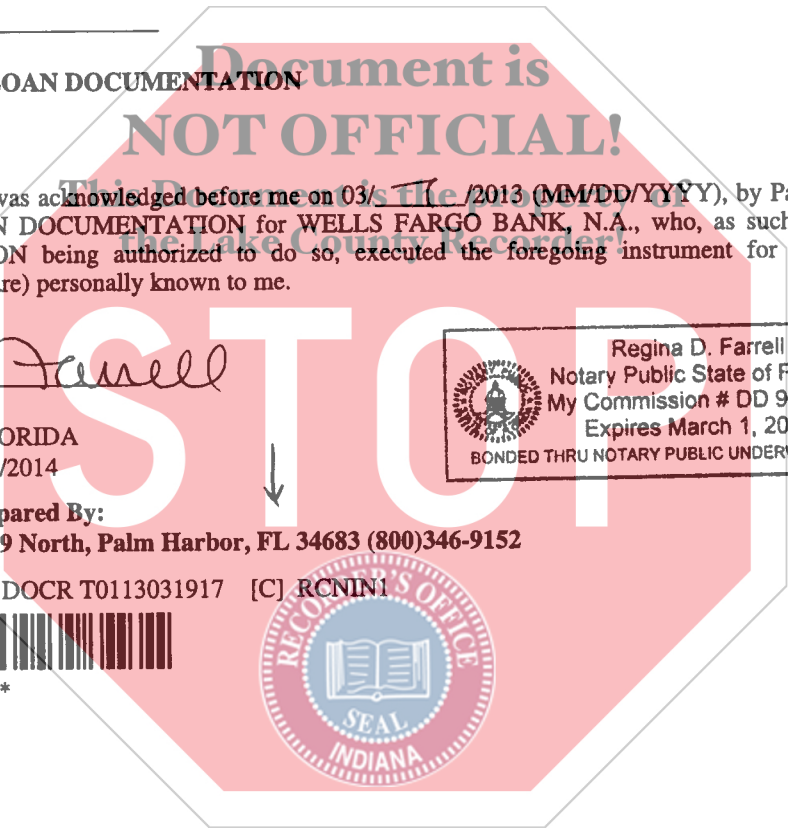 OAN DOCUMENTATION
Document is
NOT OFFICIAL!
This Document is the property of
the Lake County Recorder!
was acknowledged before me on 03/ /2013 (MM/DD/YYYY), by Pa
N DOCUMENTATION for WELLS FARGO BANK, N.A., who, as such
ON being authorized to do so, executed the foregoing instrument for
re) personally known to me.
STOP
Farrell
Regina D. Farrell
Notary Public State of F
My Commission # DD 9
Expires March 1, 20
BONDED THRU NOTARY PUBLIC UNDERW
ORIDA
/2014
pared By:
9 North, Palm Harbor, FL 34683 (800)346-9152
DOCR T0113031917 [C] RCNIN1
*
RECORDER'S OFFICE
SEAL
INDIANA